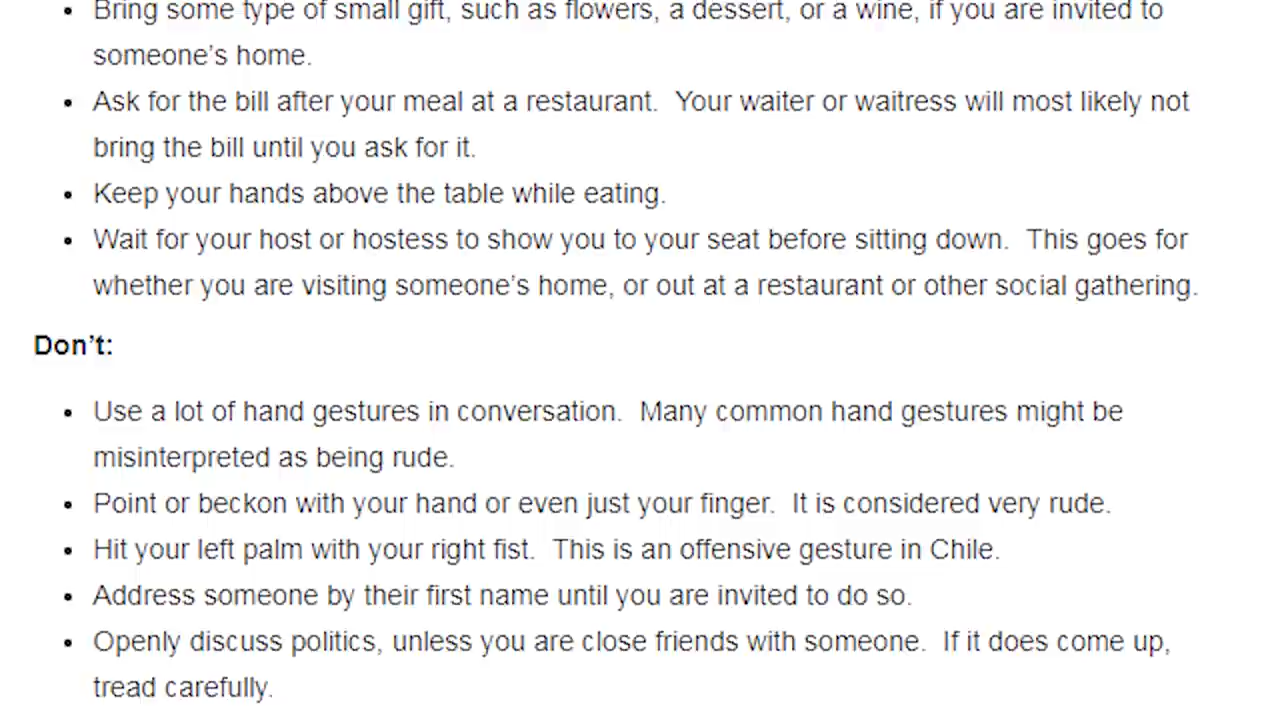 • Bring some type of small gift, such as flowers, a dessert, or a wine, if you are invited to
someone's home.
• Ask for the bill after your meal at a restaurant.  Your waiter or waitress will most likely not
bring the bill until you ask for it.
• Keep your hands above the table while eating.
• Wait for your host or hostess to show you to your seat before sitting down.  This goes for
whether you are visiting someone's home, or out at a restaurant or other social gathering.
Don't:
• Use a lot of hand gestures in conversation.  Many common hand gestures might be
misinterpreted as being rude.
• Point or beckon with your hand or even just your finger.  It is considered very rude.
• Hit your left palm with your right fist.  This is an offensive gesture in Chile.
• Address someone by their first name until you are invited to do so.
• Openly discuss politics, unless you are close friends with someone.  If it does come up,
tread carefully.